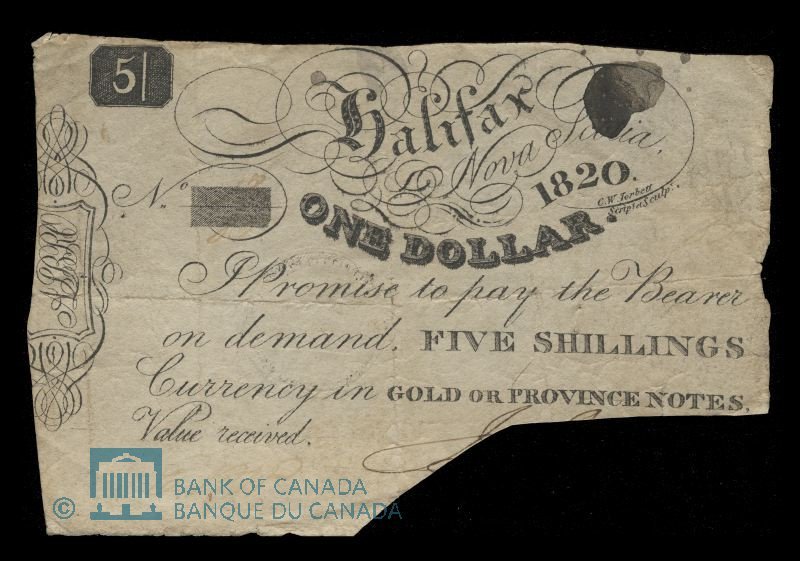 5/
Halifax
Nova Scotia,
1820.
C.W. Torbett
Script et Sculp.
No
ONE DOLLAR.
I Promise to pay the Bearer
on demand. FIVE SHILLINGS
Currency in GOLD OR PROVINCE NOTES,
Value received.
© BANK OF CANADA
BANQUE DU CANADA